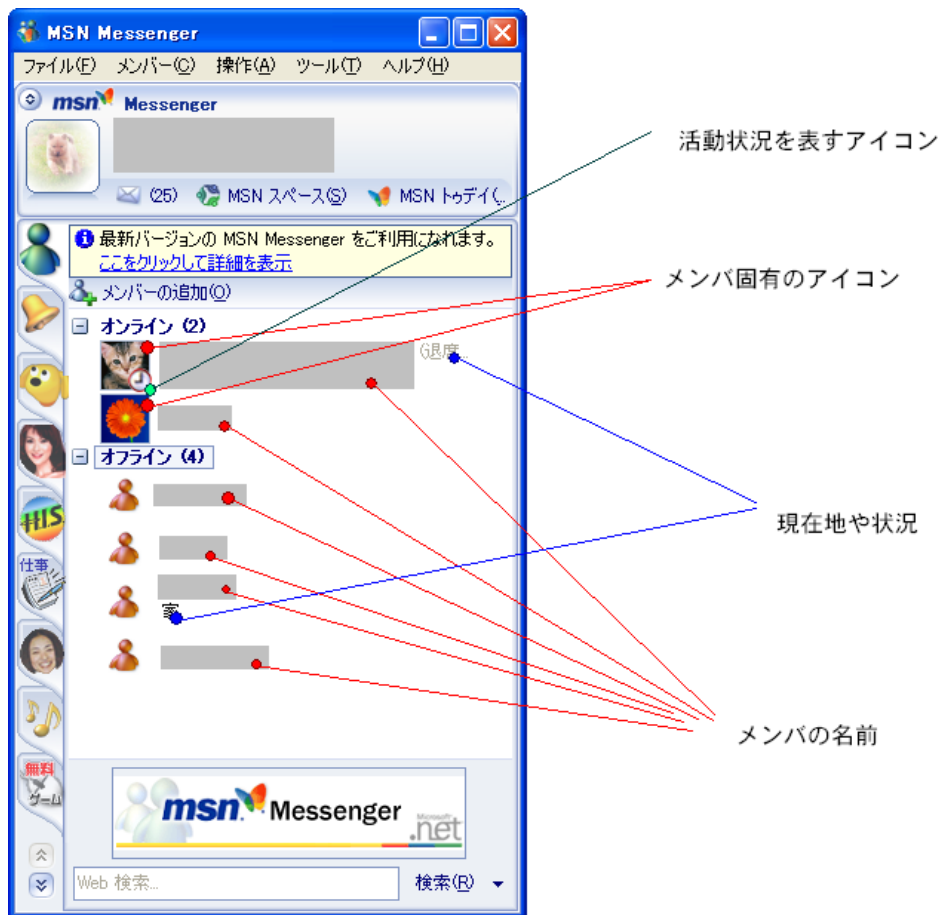 MSN Messenger
ファイル(F) メンバー(C) 操作(A) ツール(T) ヘルプ(H)
msn Messenger
(25) MSN スペース(S) MSN トゥデイ(..
最新バージョンの MSN Messenger をご利用になれます。
ここをクリックして詳細を表示
メンバーの追加(O)
オンライン (2)
(退席...
オフライン (4)
H.I.S.
仕事
家
無料
ゲーム
msn Messenger
Microsoft
.net
Web 検索...
検索(R)
活動状況を表すアイコン
メンバ固有のアイコン
現在地や状況
メンバの名前